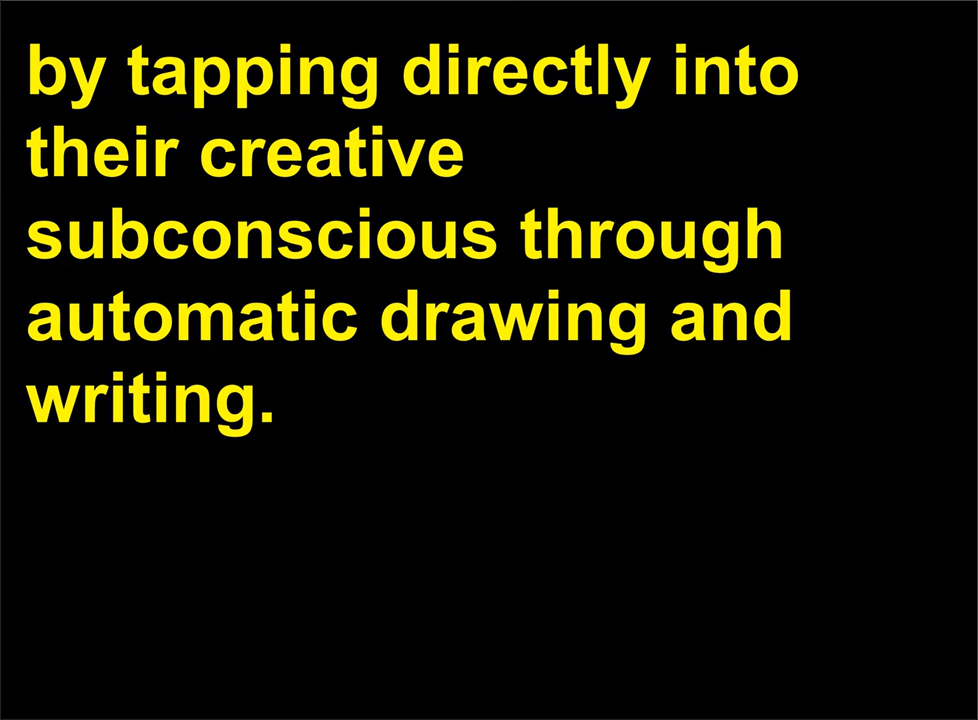 by tapping directly into
their creative
subconscious through
automatic drawing and
writing.